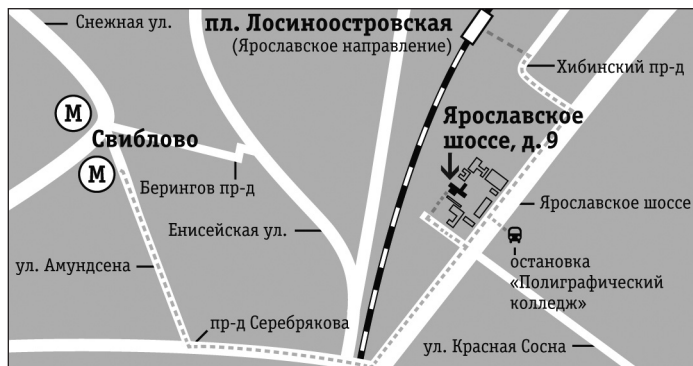 Снежная ул.
пл. Лосиноостровская
(Ярославское направление)
Хибинский пр-д
М
Свиблово
М
Ярославское
шоссе, д. 9
Берингов пр-д
Ярославское шоссе
Енисейская ул.
остановка
«Полиграфический
колледж»
ул. Амундсена
пр-д Серебрякова
ул. Красная Сосна